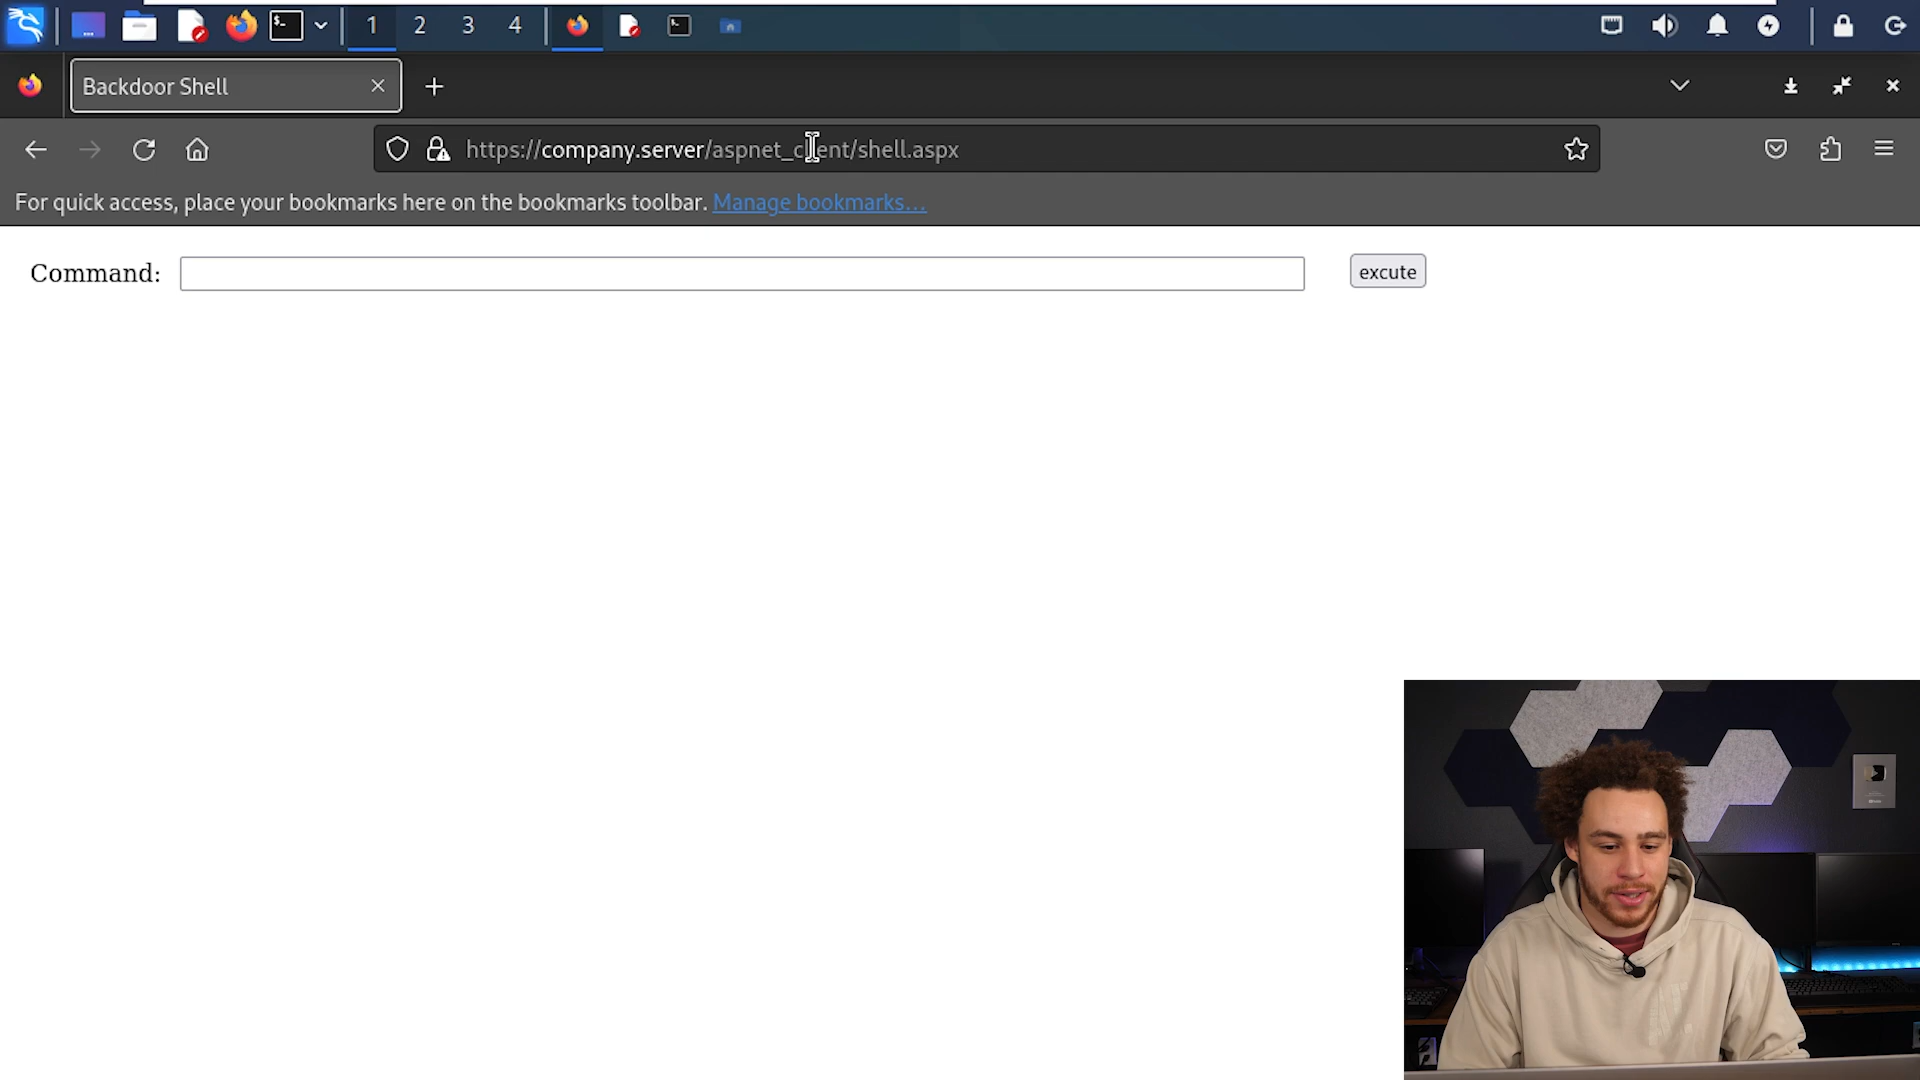 1 2 3 4
Backdoor Shell
https://company.server/aspnet_client/shell.aspx
For quick access, place your bookmarks here on the bookmarks toolbar. Manage bookmarks...
Command:
excute